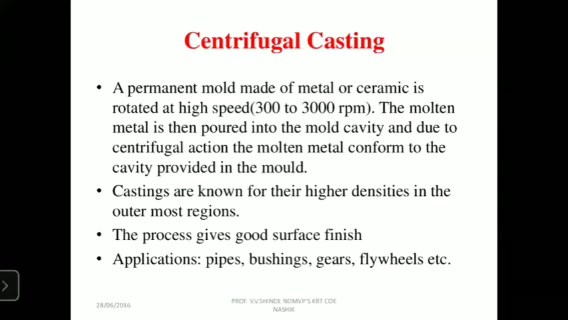 Centrifugal Casting
• A permanent mold made of metal or ceramic is
rotated at high speed(300 to 3000 rpm). The molten
metal is then poured into the mold cavity and due to
centrifugal action the molten metal conform to the
cavity provided in the mould.
• Castings are known for their higher densities in the
outer most regions.
• The process gives good surface finish
• Applications: pipes, bushings, gears, flywheels etc.
PROF. V.V.SHINDE NDMVP'S KBT COE
NASHIK